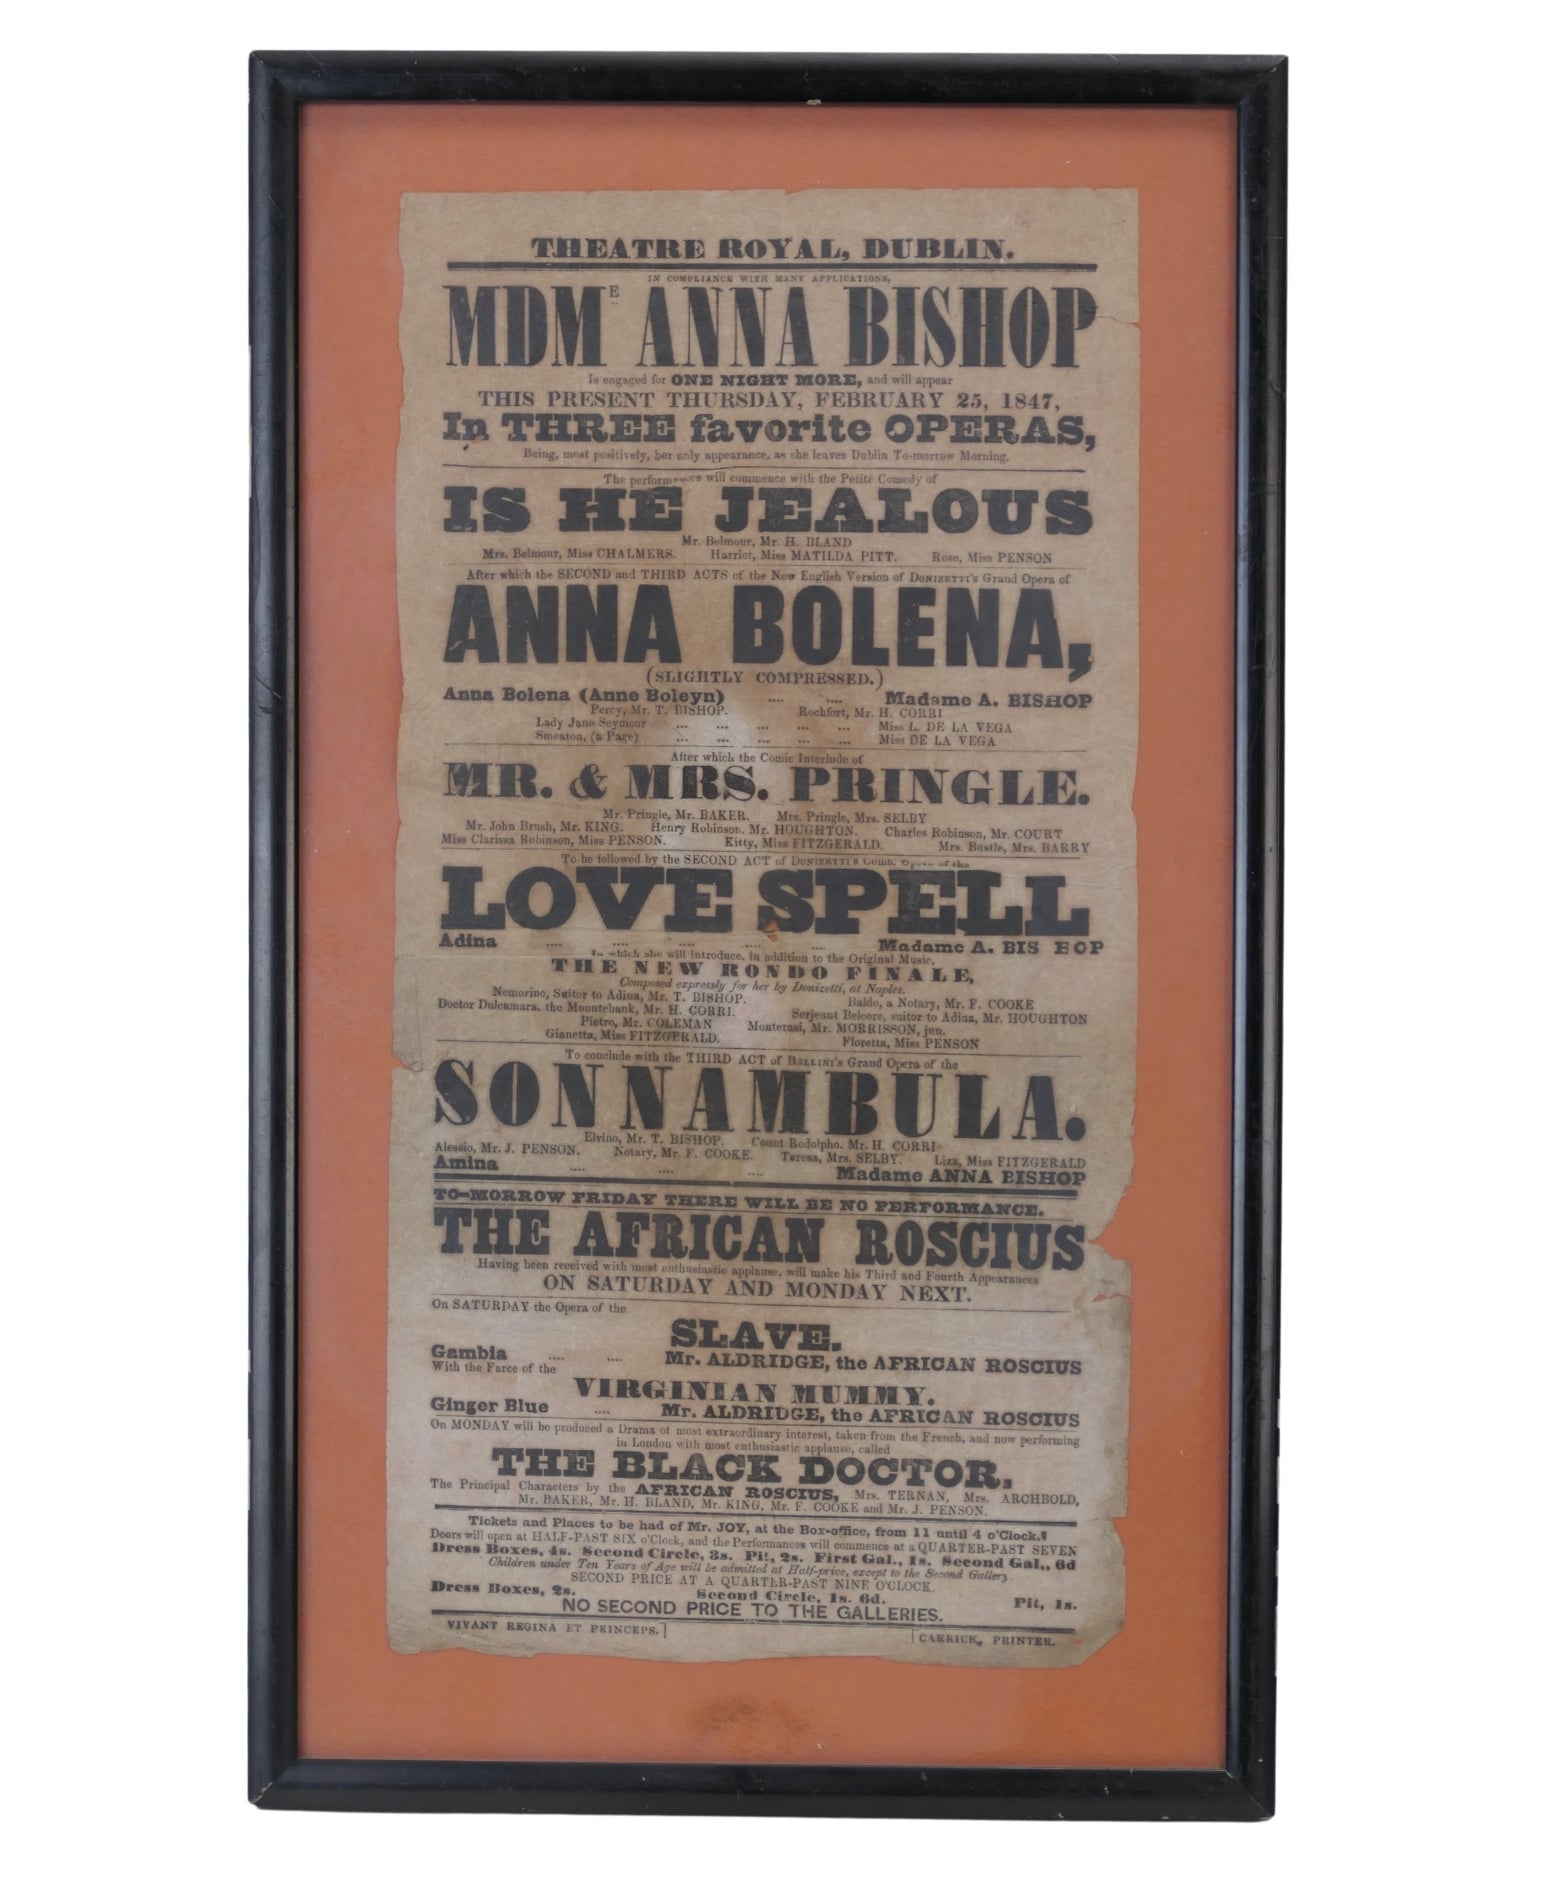 THEATRE ROYAL, DUBLIN.
IN COMPLIANCE WITH MANY APPLICATIONS,
MDME ANNA BISHOP
Is engaged for ONE NIGHT MORE, and will appear
THIS PRESENT THURSDAY, FEBRUARY 25, 1847,
In THREE favorite OPERAS,
Being, most positively, her only appearance, as she leaves Dublin To-morrow Morning.
The performances will commence with the Petite Comedy of
IS HE JEALOUS
Mr. Belmour, Mr. H. BLAND
Mrs. Belmour, Miss CHALMERS. Harriet, Miss MATILDA PITT. Rose, Miss PENSON
After which the SECOND and THIRD ACTS of the New English Version of DONIZETTI's Grand Opera of
ANNA BOLENA,
(SLIGHTLY COMPRESSED.)
Anna Bolena (Anne Boleyn) .... .... Madame A. BISHOP
Percy, Mr. T. BISHOP. Rochfort, Mr. H. CORRI
Lady Jane Seymour ... ... ... ... ... Miss L. DE LA VEGA
Smeaton, (a Page) ... ... ... ... ... Miss DE LA VEGA
After which the Comic Interlude of
MR. & MRS. PRINGLE.
Mr. Pringle, Mr. BAKER. Mrs. Pringle, Mrs. SELBY
Mr. John Brush, Mr. KING. Henry Robinson. Mr. HOUGHTON. Charles Robinson, Mr. COURT
Miss Clarissa Robinson, Miss PENSON. Kitty, Miss FITZGERALD. Mrs. Bustle, Mrs. BARRY
To be followed by the SECOND ACT of DONIZETTI's Comic Opera of the
LOVE SPELL
Adina .... .... .... .... .... Madame A. BISHOP
In which she will introduce, in addition to the Original Music,
THE NEW RONDO FINALE,
Composed expressly for her by Donizetti, at Naples.
Nemorino, Suitor to Adina, Mr. T. BISHOP. Baldo, a Notary, Mr. F. COOKE
Doctor Dulcamara. the Mountebank, Mr. H. CORRI. Serjeant Belcore, suitor to Adina, Mr. HOUGHTON
Pietro, Mr. COLEMAN Monterasi, Mr. MORRISSON, jun.
Gianetta, Miss FITZGERALD. Floretta, Miss PENSON
To conclude with the THIRD ACT of BELLINI's Grand Opera of the
SONNAMBULA.
Elvino, Mr. T. BISHOP. Count Rodolpho. Mr. H. CORRI
Alessio, Mr. J. PENSON. Notary, Mr. F. COOKE. Teresa, Mrs. SELBY. Liza, Miss FITZGERALD
Amina .... .... .... Madame ANNA BISHOP
TO-MORROW FRIDAY THERE WILL BE NO PERFORMANCE.
THE AFRICAN ROSCIUS
Having been received with most enthusiastic applause, will make his Third and Fourth Appearances
ON SATURDAY AND MONDAY NEXT.
On SATURDAY the Opera of the
SLAVE.
Gambia .... .... Mr. ALDRIDGE, the AFRICAN ROSCIUS
With the Farce of the
VIRGINIAN MUMMY.
Ginger Blue .... Mr. ALDRIDGE, the AFRICAN ROSCIUS
On MONDAY will be produced a Drama of most extraordinary interest, taken from the French, and now performing
in London with most enthusiastic applause, called
THE BLACK DOCTOR,
The Principal Characters by the AFRICAN ROSCIUS, Mrs. TERNAN, Mrs. ARCHBOLD,
Mr. BAKER, Mr. H. BLAND, Mr. KING, Mr. F. COOKE and Mr. J. PENSON.
Tickets and Places to be had of Mr. JOY, at the Box-office, from 11 until 4 o'Clock.
Doors will open at HALF-PAST SIX o'Clock, and the Performances will commence at a QUARTER-PAST SEVEN
Dress Boxes, 4s. Second Circle, 3s. Pit, 2s. First Gal., 1s. Second Gal., 6d
Children under Ten Years of Age will be admitted at Half-price, except to the Second Gallery.
SECOND PRICE AT A QUARTER-PAST NINE O'CLOCK.
Dress Boxes, 2s. Second Circle, 1s. 6d. Pit, 1s.
NO SECOND PRICE TO THE GALLERIES.
VIVANT REGINA ET PRINCEPS.] [CARRICK, PRINTER.